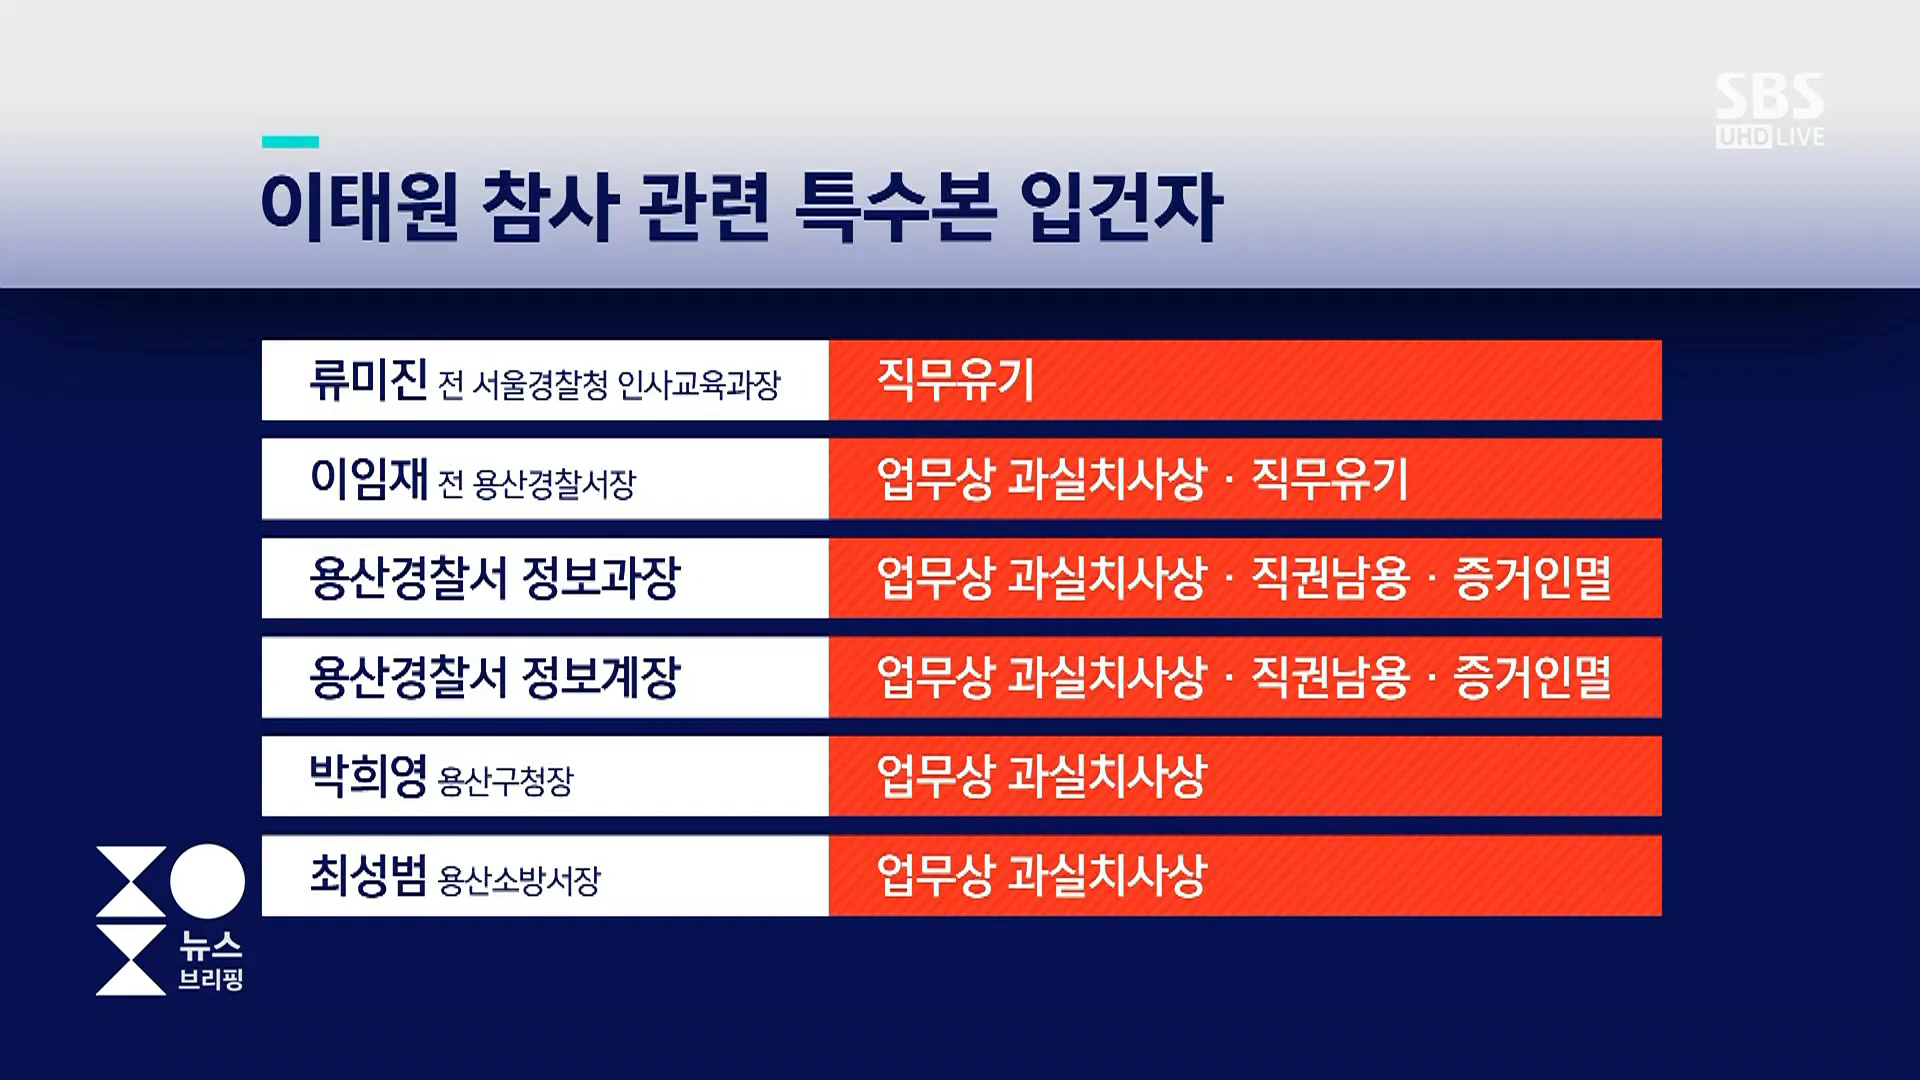 SBS
UHD LIVE
이태원 참사 관련 특수본 입건자
류미진 전 서울경찰청 인사교육과장 직무유기
이임재 전 용산경찰서장 업무상 과실치사상 · 직무유기
용산경찰서 정보과장 업무상 과실치사상 · 직권남용 · 증거인멸
용산경찰서 정보계장 업무상 과실치사상 · 직권남용 · 증거인멸
박희영 용산구청장 업무상 과실치사상
최성범 용산소방서장 업무상 과실치사상
뉴스
브리핑